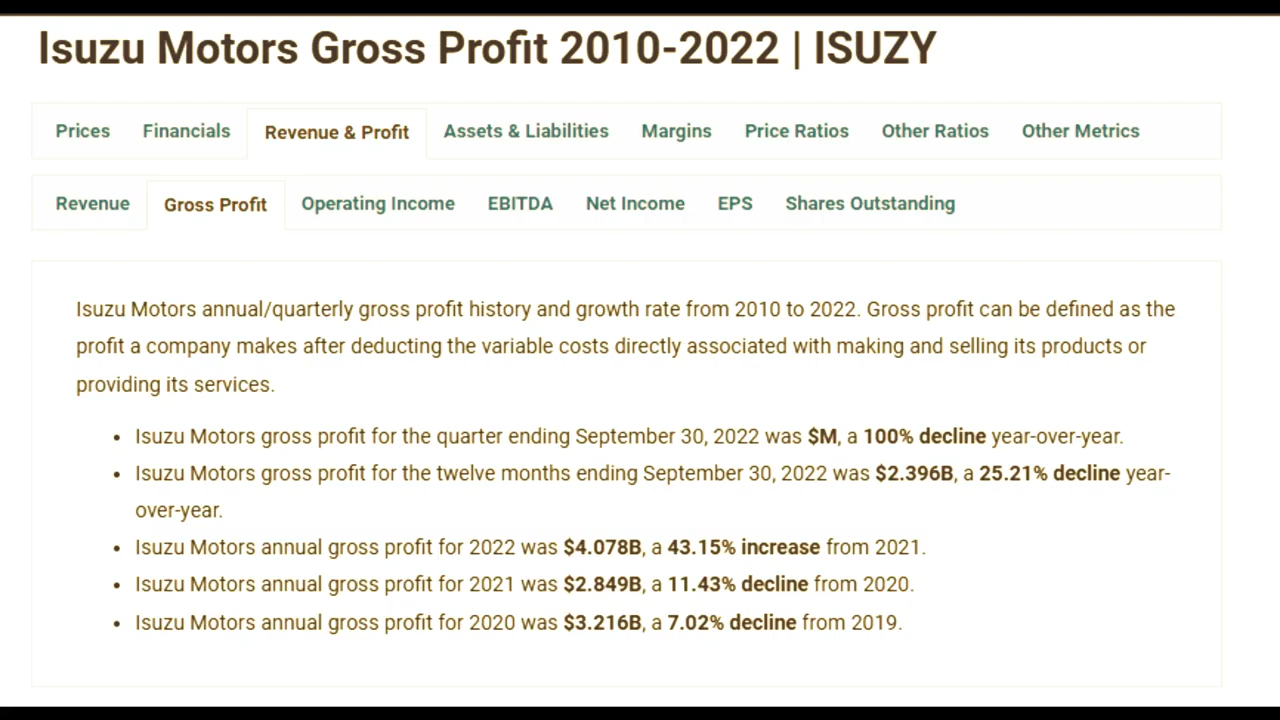 Isuzu Motors Gross Profit 2010-2022 | ISUZY
Prices Financials Revenue & Profit Assets & Liabilities Margins Price Ratios Other Ratios Other Metrics
Revenue Gross Profit Operating Income EBITDA Net Income EPS Shares Outstanding
Isuzu Motors annual/quarterly gross profit history and growth rate from 2010 to 2022. Gross profit can be defined as the
profit a company makes after deducting the variable costs directly associated with making and selling its products or
providing its services.
• Isuzu Motors gross profit for the quarter ending September 30, 2022 was $M, a 100% decline year-over-year.
• Isuzu Motors gross profit for the twelve months ending September 30, 2022 was $2.396B, a 25.21% decline year-
over-year.
• Isuzu Motors annual gross profit for 2022 was $4.078B, a 43.15% increase from 2021.
• Isuzu Motors annual gross profit for 2021 was $2.849B, a 11.43% decline from 2020.
• Isuzu Motors annual gross profit for 2020 was $3.216B, a 7.02% decline from 2019.